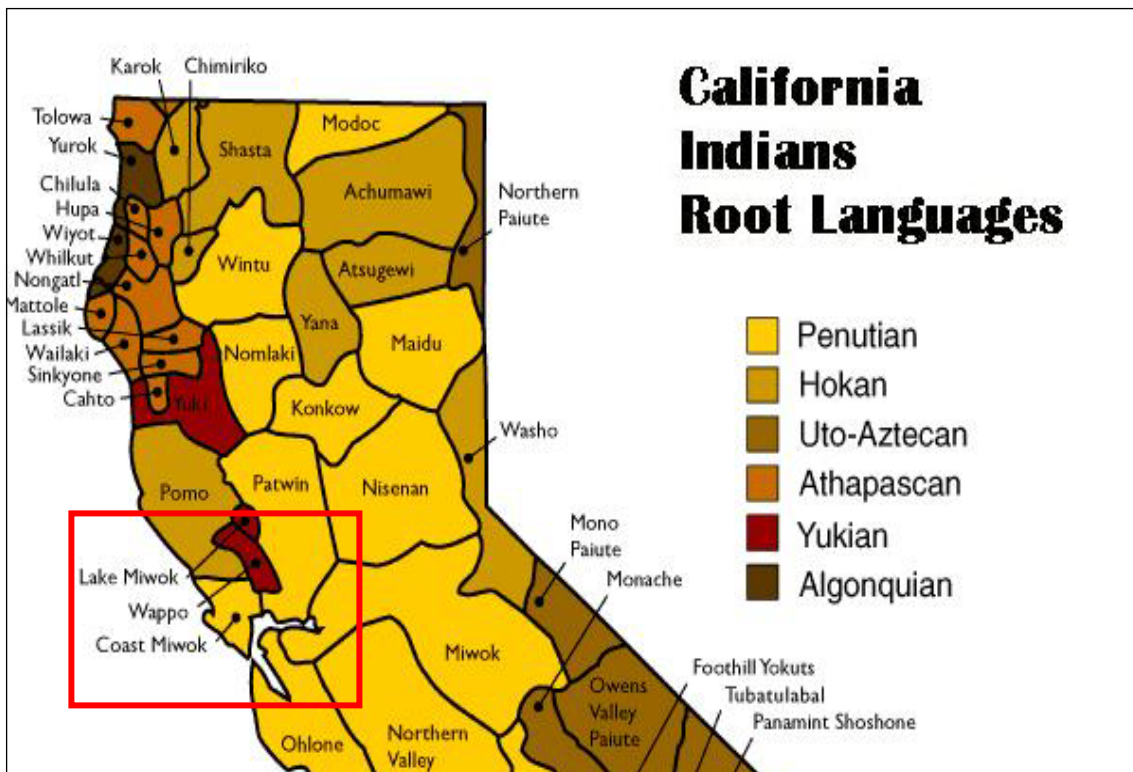 California
Indians
Root Languages
Karok
Chimiriko
Tolowa
Modoc
Yurok
Shasta
Chilula
Achumawi
Northern
Paiute
Hupa
Wiyot
Whilkut
Wintu
Atsugewi
Nongatl
Mattole
Lassik
Yana
Maidu
Wailaki
Nomlaki
Sinkyone
Cahto
Yuki
Konkow
Washo
Pomo
Patwin
Nisenan
Mono
Paiute
Lake Miwok
Monache
Wappo
Coast Miwok
Miwok
Foothill Yokuts
Owens
Valley
Paiute
Tubatulabal
Panamint Shoshone
Ohlone
Northern
Valley
Penutian
Hokan
Uto-Aztecan
Athapascan
Yukian
Algonquian